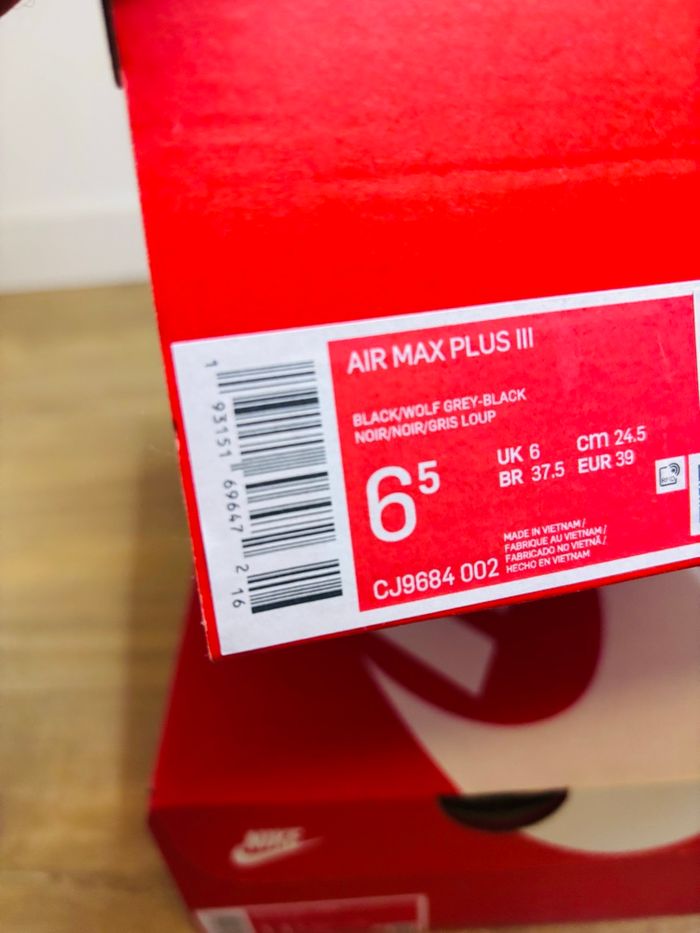 AIR MAX PLUS III
BLACK/WOLF GREY-BLACK
NOIR/NOIR/GRIS LOUP
6⁵
UK 6 cm 24.5
BR 37.5 EUR 39
RFID
MADE IN VIETNAM /
FABRIQUE AU VIETNAM /
FABRICADO NO VIETNÃ /
HECHO EN VIETNAM
CJ9684 002
1 93151 69647 2 16
NIKE